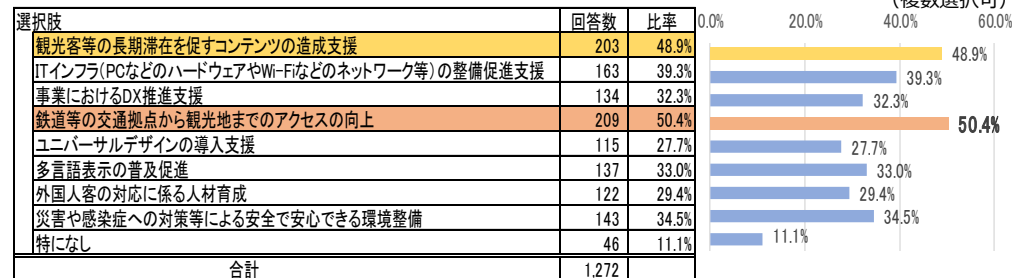 （複数選択可）
選択肢 回答数 比率 0.0% 20.0% 40.0% 60.0%
観光客等の長期滞在を促すコンテンツの造成支援 203 48.9% 48.9%
ITインフラ（PCなどのハードウェアやWi-Fiなどのネットワーク等）の整備促進支援 163 39.3% 39.3%
事業におけるDX推進支援 134 32.3% 32.3%
鉄道等の交通拠点から観光地までのアクセスの向上 209 50.4% 50.4%
ユニバーサルデザインの導入支援 115 27.7% 27.7%
多言語表示の普及促進 137 33.0% 33.0%
外国人客の対応に係る人材育成 122 29.4% 29.4%
災害や感染症への対策等による安全で安心できる環境整備 143 34.5% 34.5%
特になし 46 11.1% 11.1%
合計 1,272